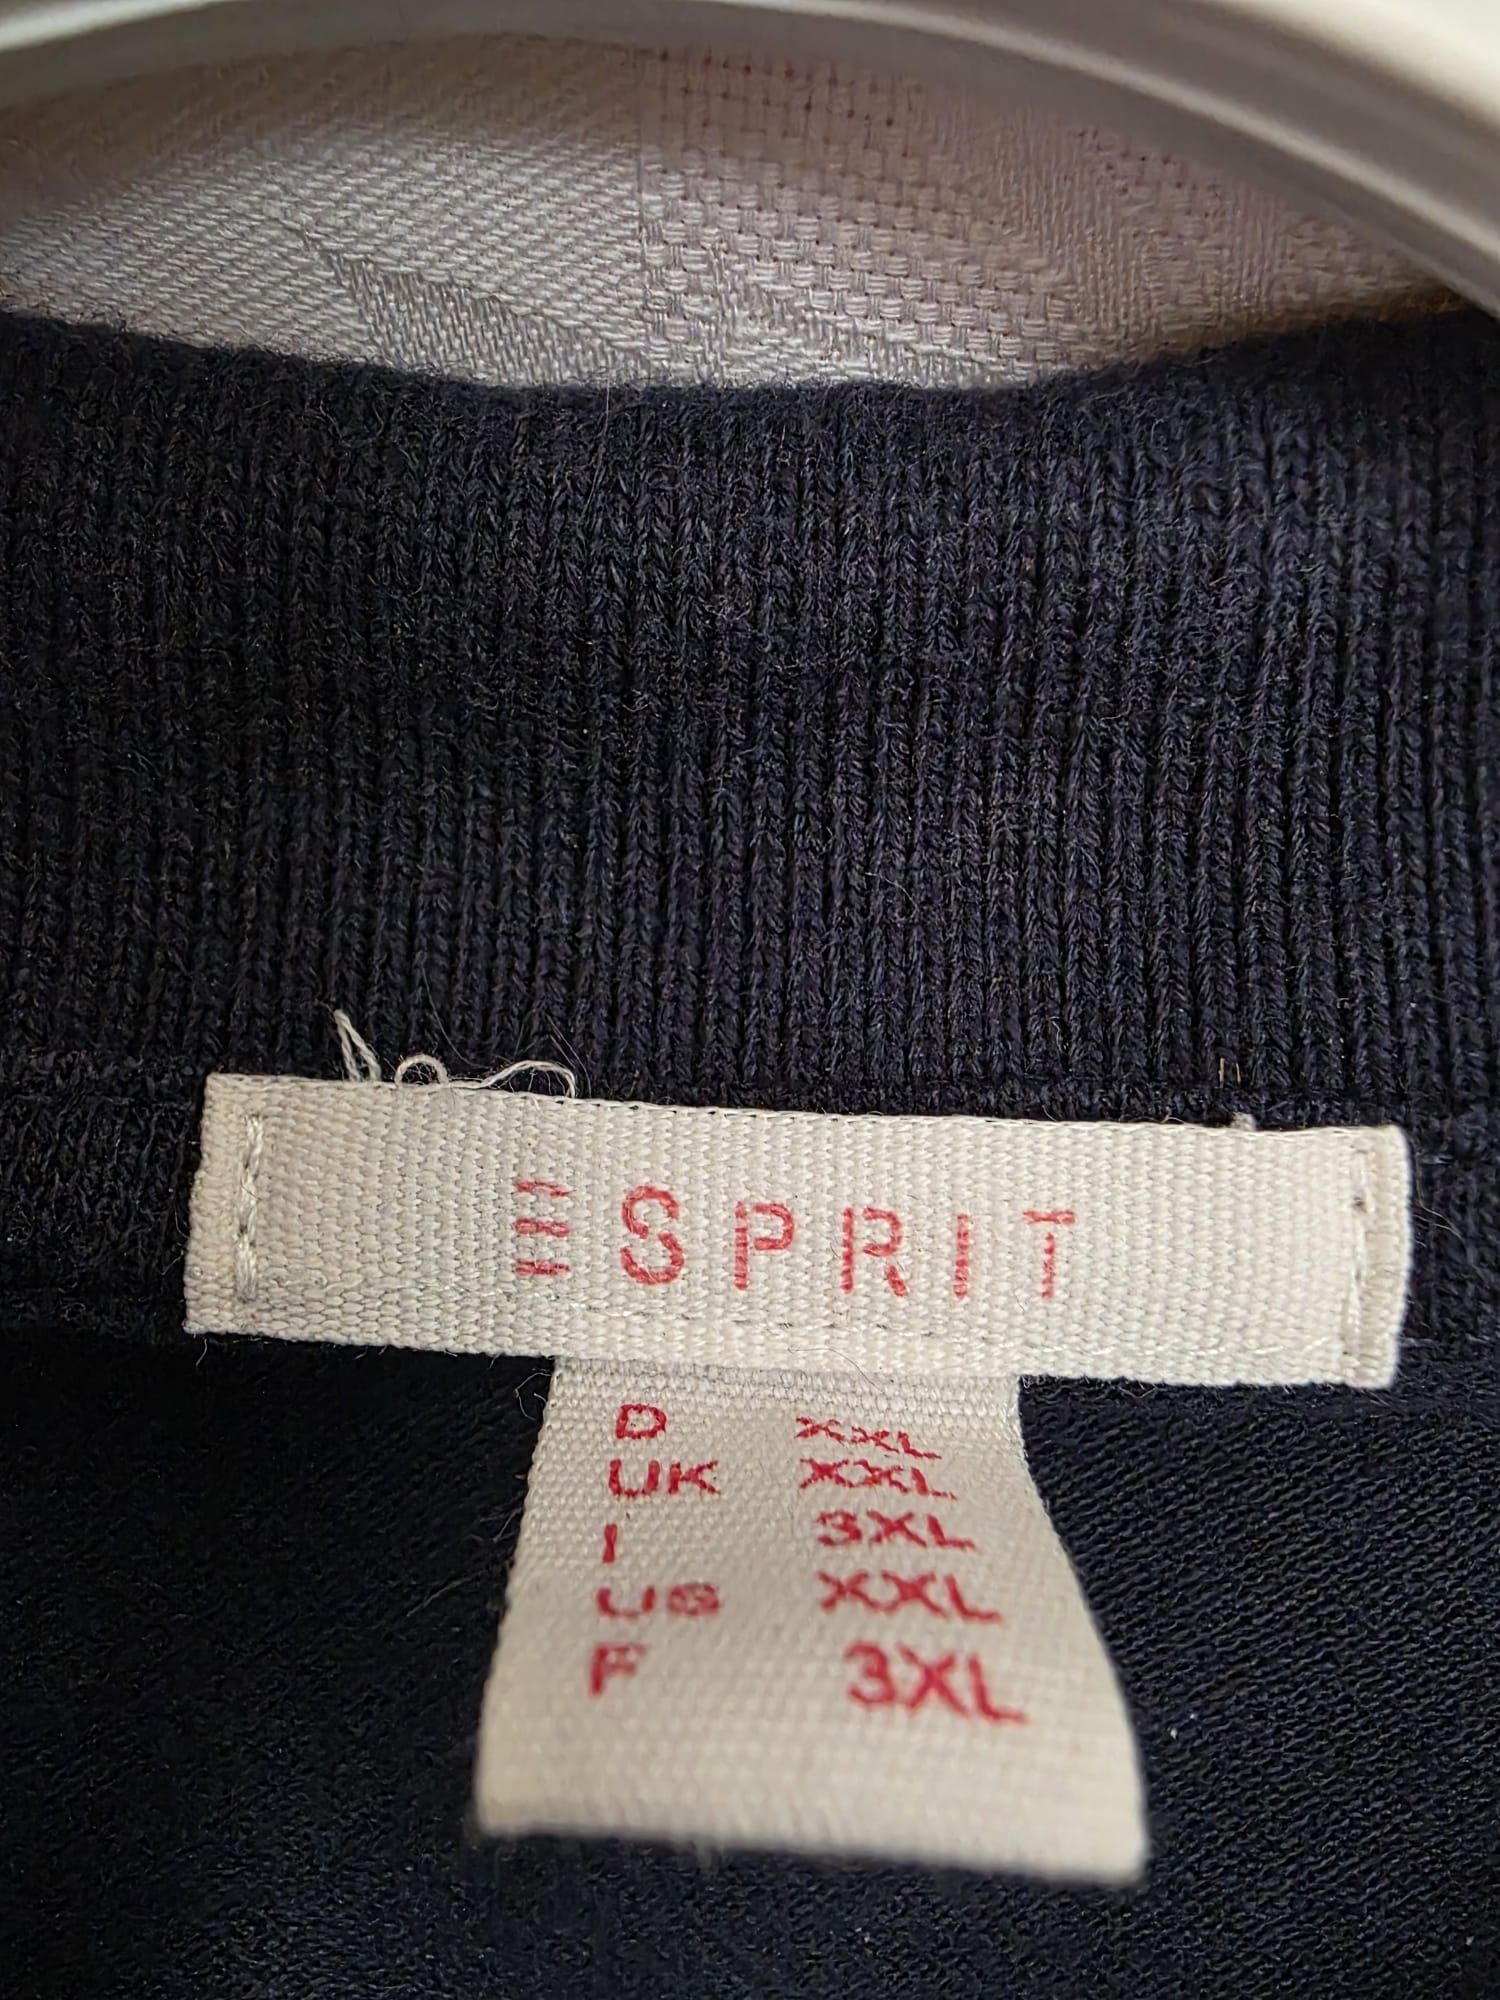 ESPRIT
D XXL
UK XXL
I 3XL
US XXL
F 3XL